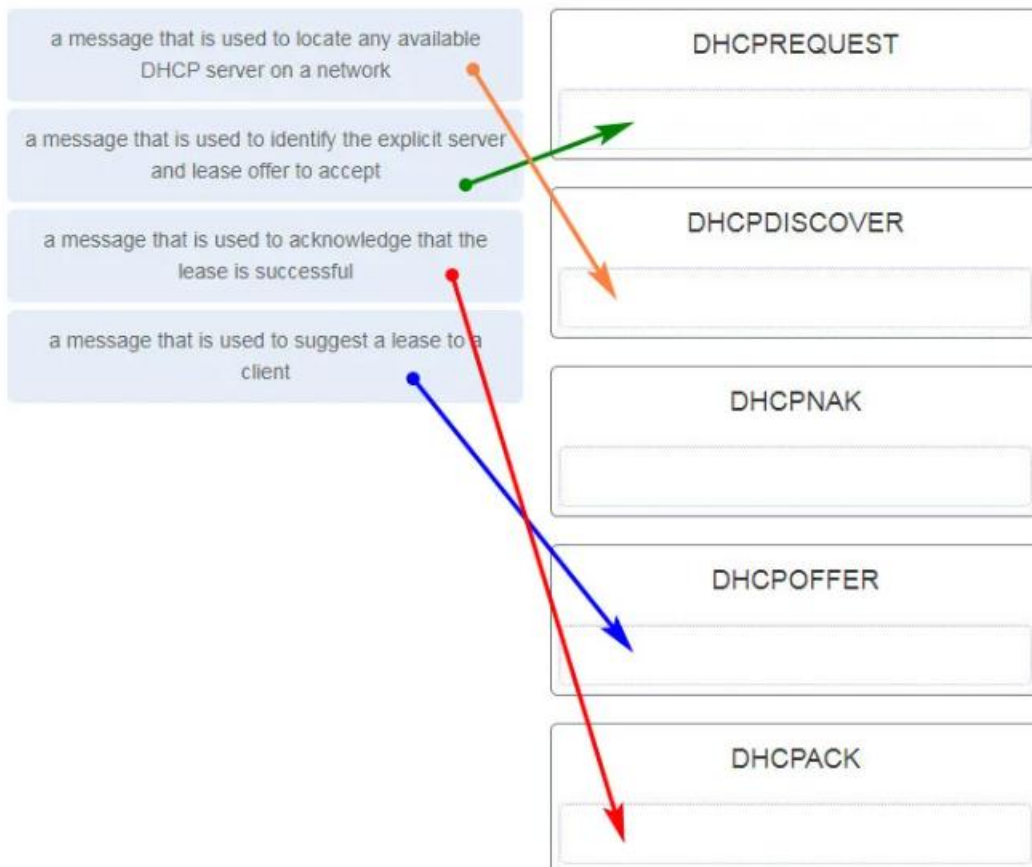 a message that is used to locate any available
DHCP server on a network
a message that is used to identify the explicit server
and lease offer to accept
a message that is used to acknowledge that the
lease is successful
a message that is used to suggest a lease to a
client
DHCPREQUEST
DHCPDISCOVER
DHCPNAK
DHCPOFFER
DHCPACK